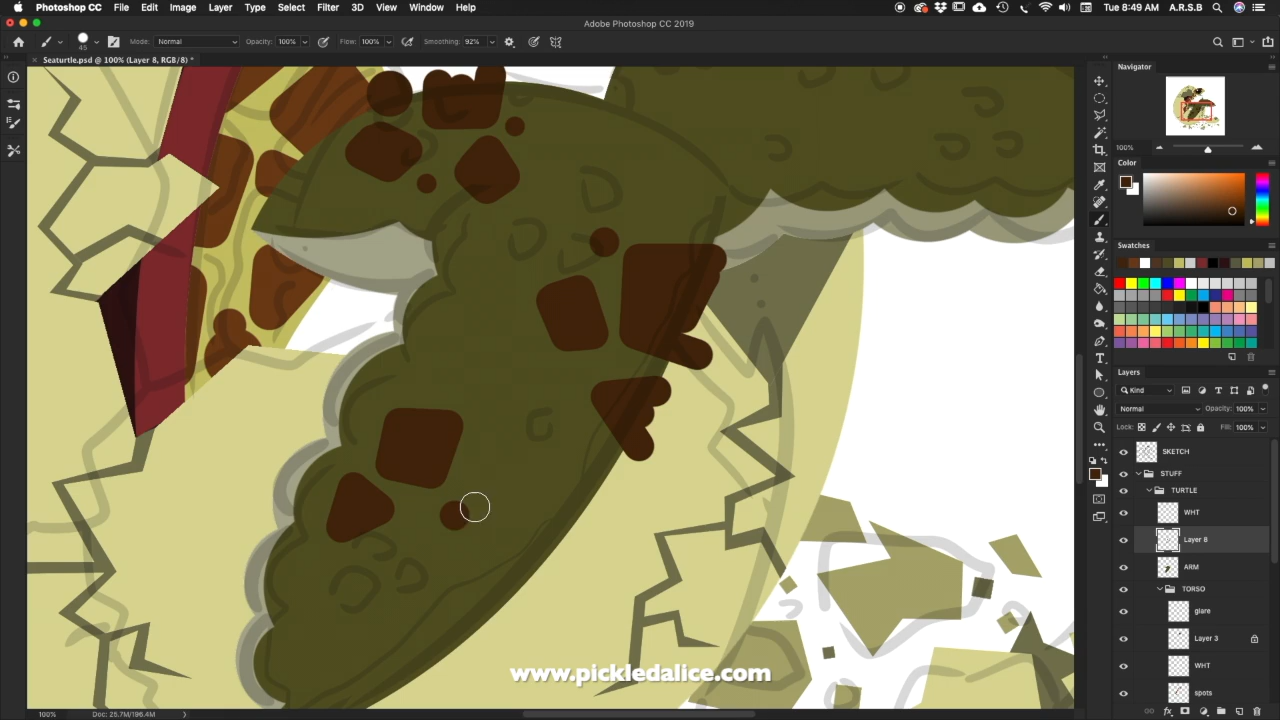 Photoshop CC File Edit Image Layer Type Select Filter 3D View Window Help
Tue 8:49 AM A.R.S.B
Adobe Photoshop CC 2019
45
Mode: Normal Opacity: 100% Flow: 100% Smoothing: 92%
Seaturtle.psd @ 100% (Layer 8, RGB/8) *
Navigator
100%
Color
Swatches
Layers
Kind
Normal Opacity: 100%
Lock: Fill: 100%
SKETCH
STUFF
TURTLE
WHT
Layer 8
ARM
TORSO
glare
Layer 3
WHT
spots
www.pickledalice.com
100% Doc: 25.7M/196.4M